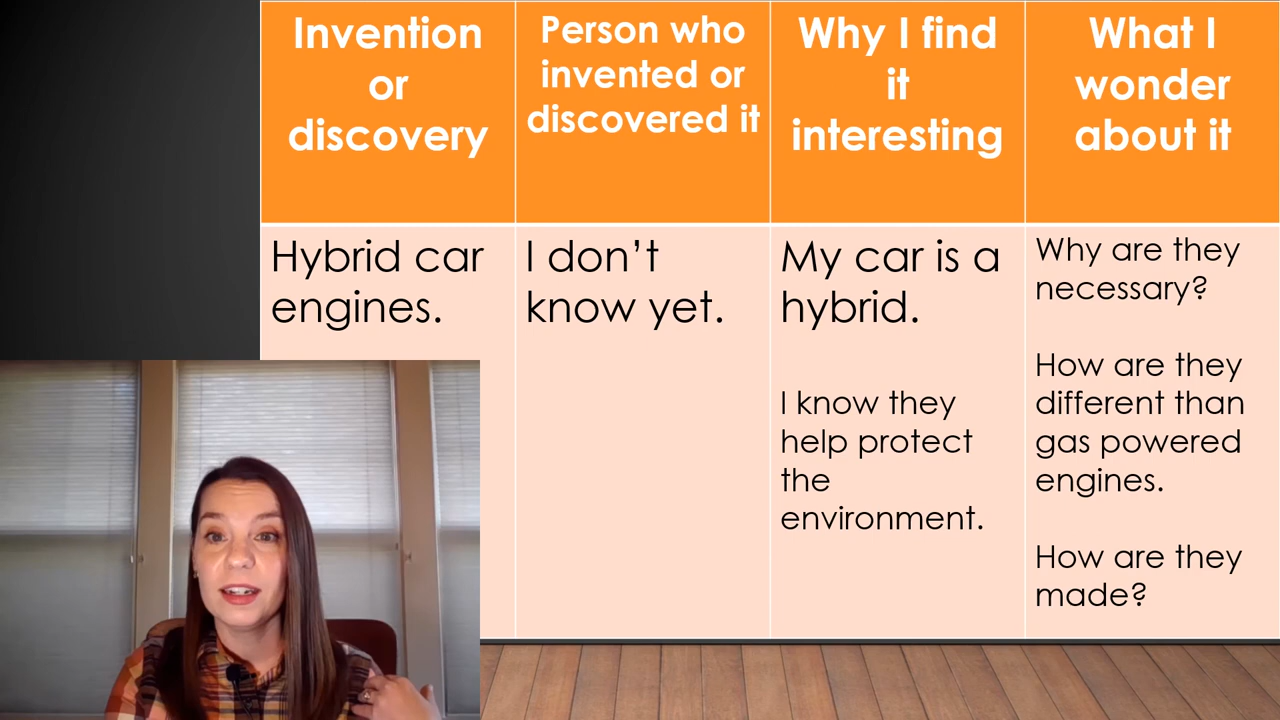 Invention
or
discovery
Person who
invented or
discovered it
Why I find
it
interesting
What I
wonder
about it
Hybrid car
engines.
I don’t
know yet.
My car is a
hybrid.
I know they
help protect
the
environment.
Why are they
necessary?
How are they
different than
gas powered
engines.
How are they
made?